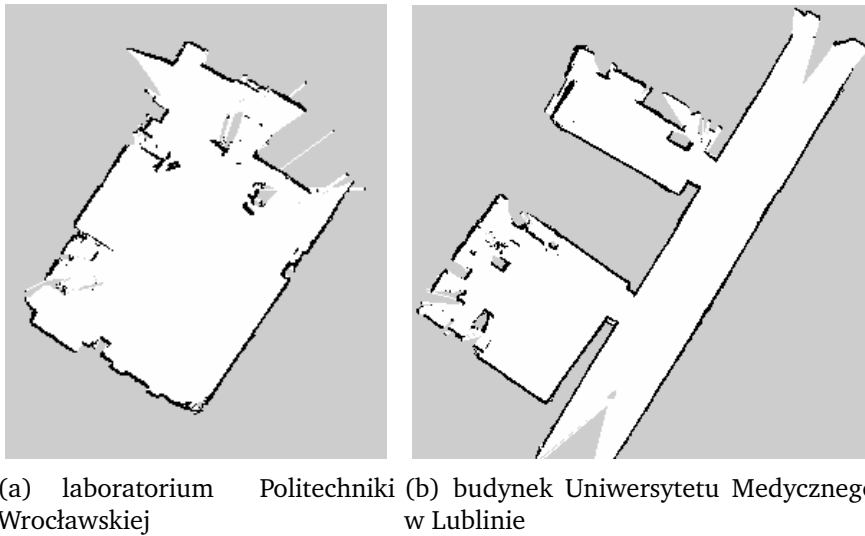 (a) laboratorium Politechniki
Wrocławskiej
(b) budynek Uniwersytetu Medycznego
w Lublinie